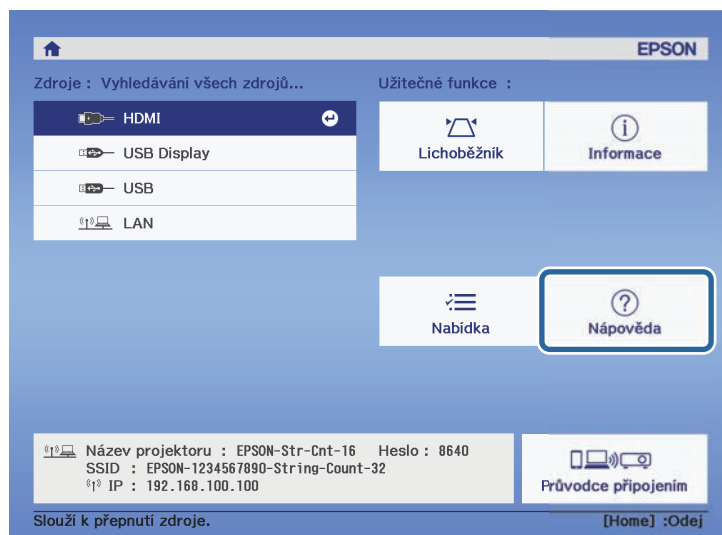 EPSON
Zdroje : Vyhledávání všech zdrojů...
HDMI
USB Display
USB
LAN
Užitečné funkce :
Lichoběžník
Informace
Nabídka
Nápověda
Název projektoru : EPSON-Str-Cnt-16 Heslo : 8640
SSID : EPSON-1234567890-String-Count-32
IP : 192.168.100.100
Průvodce připojením
Slouží k přepnutí zdroje.
[Home] :Odej